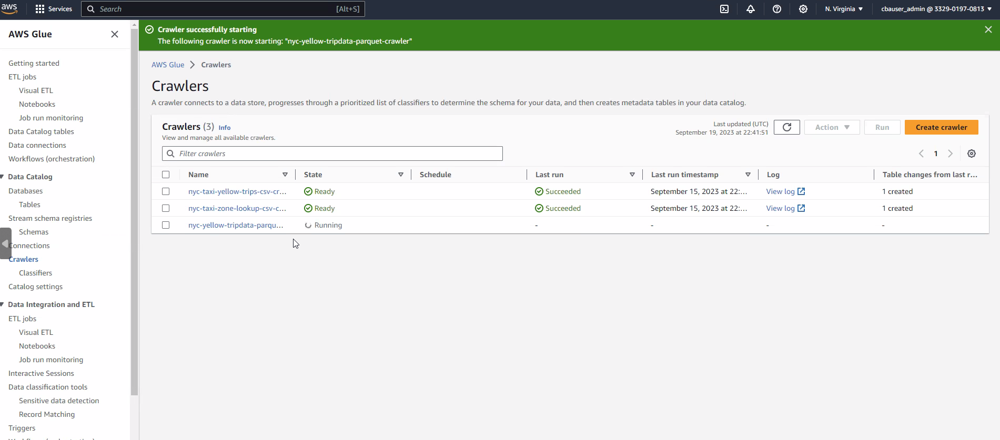 aws
Services
Search
[Alt+S]
N. Virginia
cbauser_admin @ 3329-0197-0813
AWS Glue
Getting started
ETL jobs
Visual ETL
Notebooks
Job run monitoring
Data Catalog tables
Data connections
Workflows (orchestration)
Data Catalog
Databases
Tables
Stream schema registries
Schemas
Connections
Crawlers
Classifiers
Catalog settings
Data Integration and ETL
ETL jobs
Visual ETL
Notebooks
Job run monitoring
Interactive Sessions
Data classification tools
Sensitive data detection
Record Matching
Triggers
Crawler successfully starting
The following crawler is now starting: "nyc-yellow-tripdata-parquet-crawler"
AWS Glue > Crawlers
Crawlers
A crawler connects to a data store, progresses through a prioritized list of classifiers to determine the schema for your data, and then creates metadata tables in your data catalog.
Crawlers (3) Info
View and manage all available crawlers.
Last updated (UTC)
September 19, 2023 at 22:41:51
Action
Run
Create crawler
Filter crawlers
1
Name State Schedule Last run Last run timestamp Log Table changes from last r...
nyc-taxi-yellow-trips-csv-cr... Ready Succeeded September 15, 2023 at 22:... View log 1 created
nyc-taxi-zone-lookup-csv-c... Ready Succeeded September 15, 2023 at 22:... View log 1 created
nyc-yellow-tripdata-parqu... Running - - - -